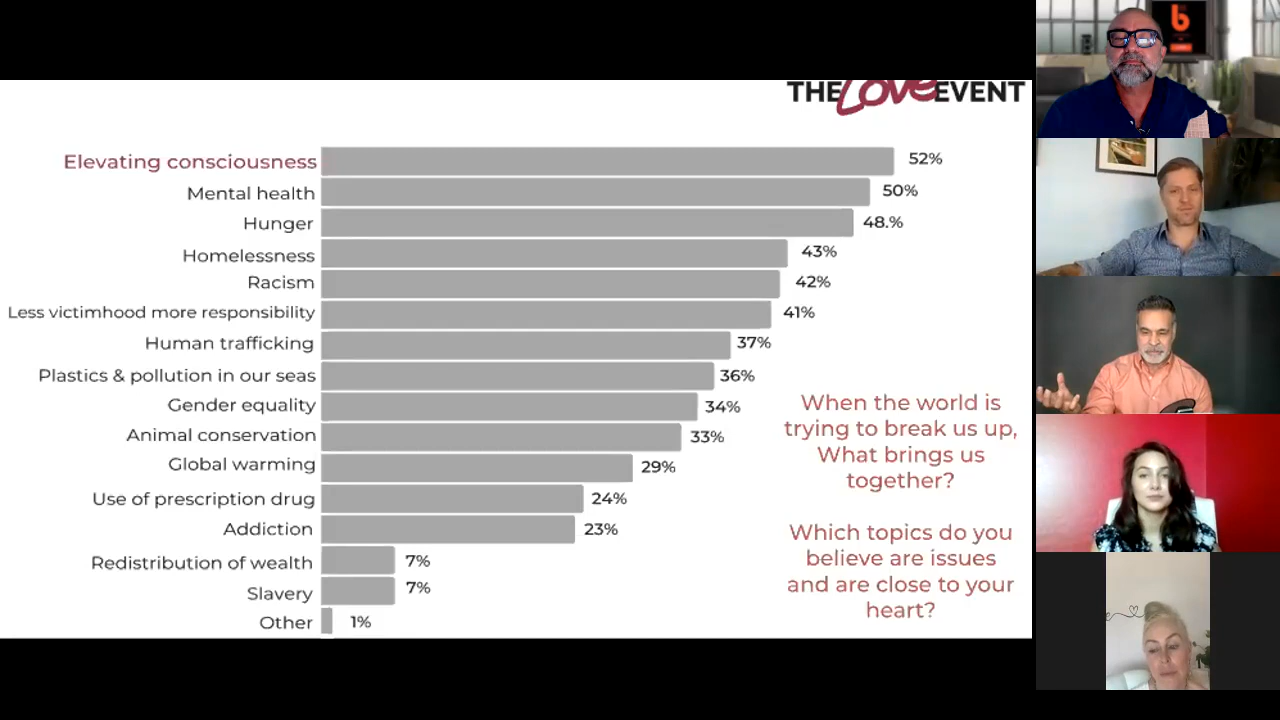 THE Love EVENT
Elevating consciousness 52%
Mental health 50%
Hunger 48.%
Homelessness 43%
Racism 42%
Less victimhood more responsibility 41%
Human trafficking 37%
Plastics & pollution in our seas 36%
Gender equality 34%
Animal conservation 33%
Global warming 29%
Use of prescription drug 24%
Addiction 23%
Redistribution of wealth 7%
Slavery 7%
Other 1%
When the world is
trying to break us up,
What brings us
together?
Which topics do you
believe are issues
and are close to your
heart?
b